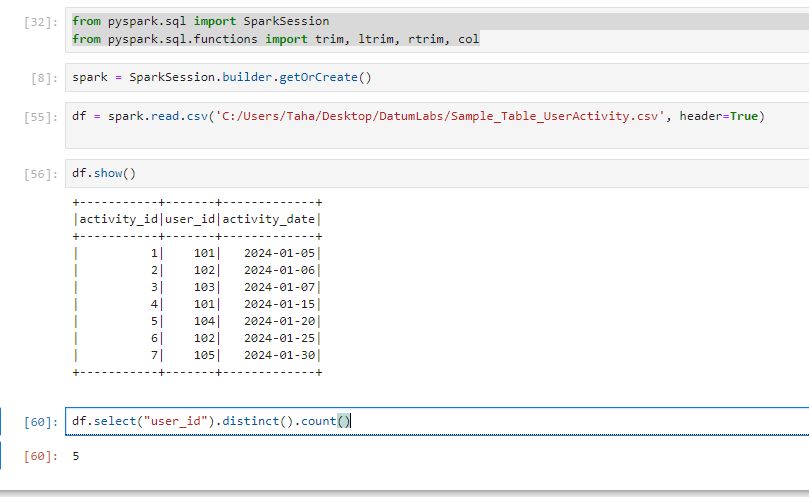 [32]: from pyspark.sql import SparkSession
from pyspark.sql.functions import trim, ltrim, rtrim, col
[8]: spark = SparkSession.builder.getOrCreate()
[55]: df = spark.read.csv('C:/Users/Taha/Desktop/DatumLabs/Sample_Table_UserActivity.csv', header=True)
[56]: df.show()
+-----------+-------+-------------+
|activity_id|user_id|activity_date|
+-----------+-------+-------------+
|          1|    101|   2024-01-05|
|          2|    102|   2024-01-06|
|          3|    103|   2024-01-07|
|          4|    101|   2024-01-15|
|          5|    104|   2024-01-20|
|          6|    102|   2024-01-25|
|          7|    105|   2024-01-30|
+-----------+-------+-------------+
[60]: df.select("user_id").distinct().count()
[60]: 5